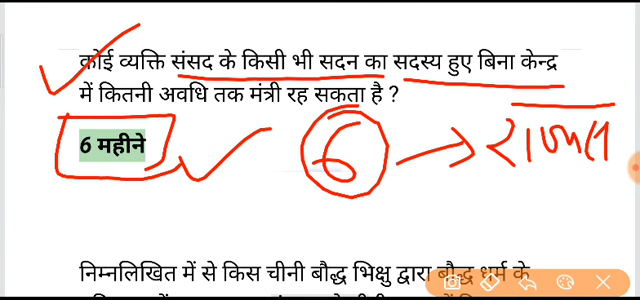 कोई व्यक्ति संसद के किसी भी सदन का सदस्य हुए बिना केन्द्र
में कितनी अवधि तक मंत्री रह सकता है ?
6 महीने
6
निम्नलिखित में से किस चीनी बौद्ध भिक्षु द्वारा बौद्ध धर्म के